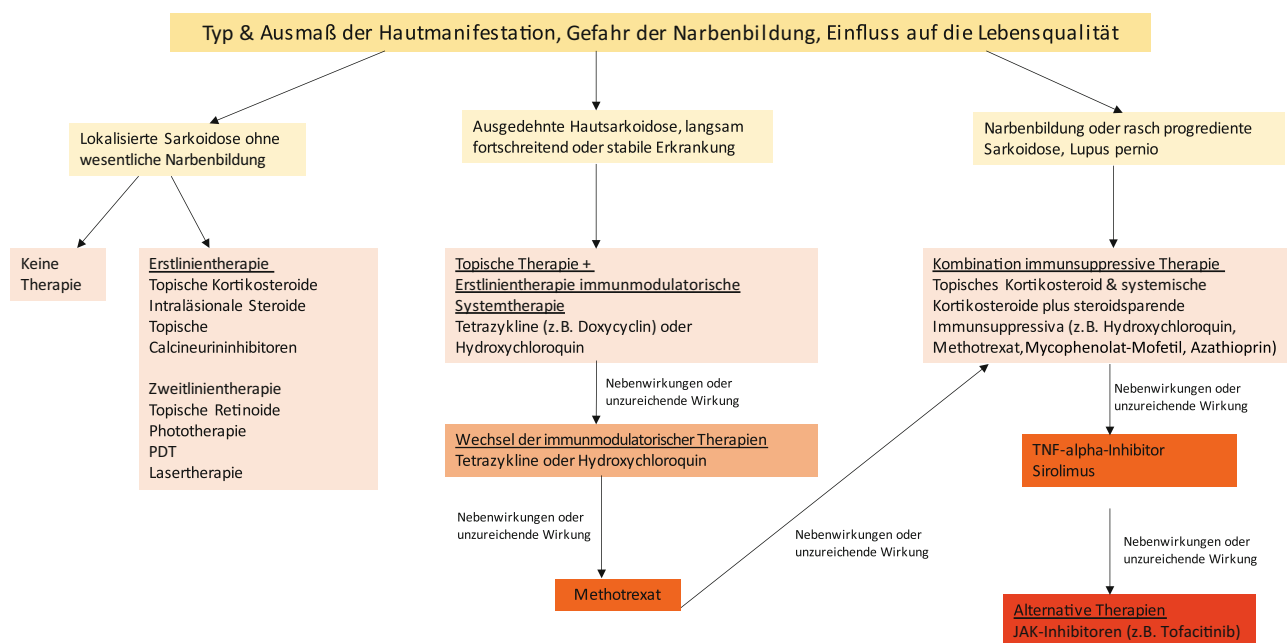 Typ & Ausmaß der Hautmanifestation, Gefahr der Narbenbildung, Einfluss auf die Lebensqualität
Lokalisierte Sarkoidose ohne
wesentliche Narbenbildung
Ausgedehnte Hautsarkoidose, langsam
fortschreitend oder stabile Erkrankung
Narbenbildung oder rasch progrediente
Sarkoidose, Lupus pernio
Keine
Therapie
Erstlinientherapie
Topische Kortikosteroide
Intraläsionale Steroide
Topische
Calcineurininhibitoren
Zweitlinientherapie
Topische Retinoide
Phototherapie
PDT
Lasertherapie
Topische Therapie +
Erstlinientherapie immunmodulatorische
Systemtherapie
Tetrazykline (z.B. Doxycyclin) oder
Hydroxychloroquin
Nebenwirkungen oder
unzureichende Wirkung
Wechsel der immunmodulatorischer Therapien
Tetrazykline oder Hydroxychloroquin
Nebenwirkungen oder
unzureichende Wirkung
Methotrexat
Nebenwirkungen oder
unzureichende Wirkung
Kombination immunsuppressive Therapie
Topisches Kortikosteroid & systemische
Kortikosteroide plus steroidsparende
Immunsuppressiva (z.B. Hydroxychloroquin,
Methotrexat, Mycophenolat-Mofetil, Azathioprin)
Nebenwirkungen oder
unzureichende Wirkung
TNF-alpha-Inhibitor
Sirolimus
Nebenwirkungen oder
unzureichende Wirkung
Alternative Therapien
JAK-Inhibitoren (z.B. Tofacitinib)